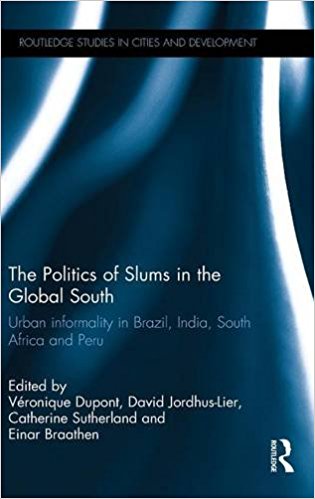 ROUTLEDGE STUDIES IN CITIES AND DEVELOPMENT
The Politics of Slums in the
Global South
Urban informality in Brazil, India, South
Africa and Peru
Edited by
Véronique Dupont, David Jordhus-Lier,
Catherine Sutherland and
Einar Braathen
ROUTLEDGE